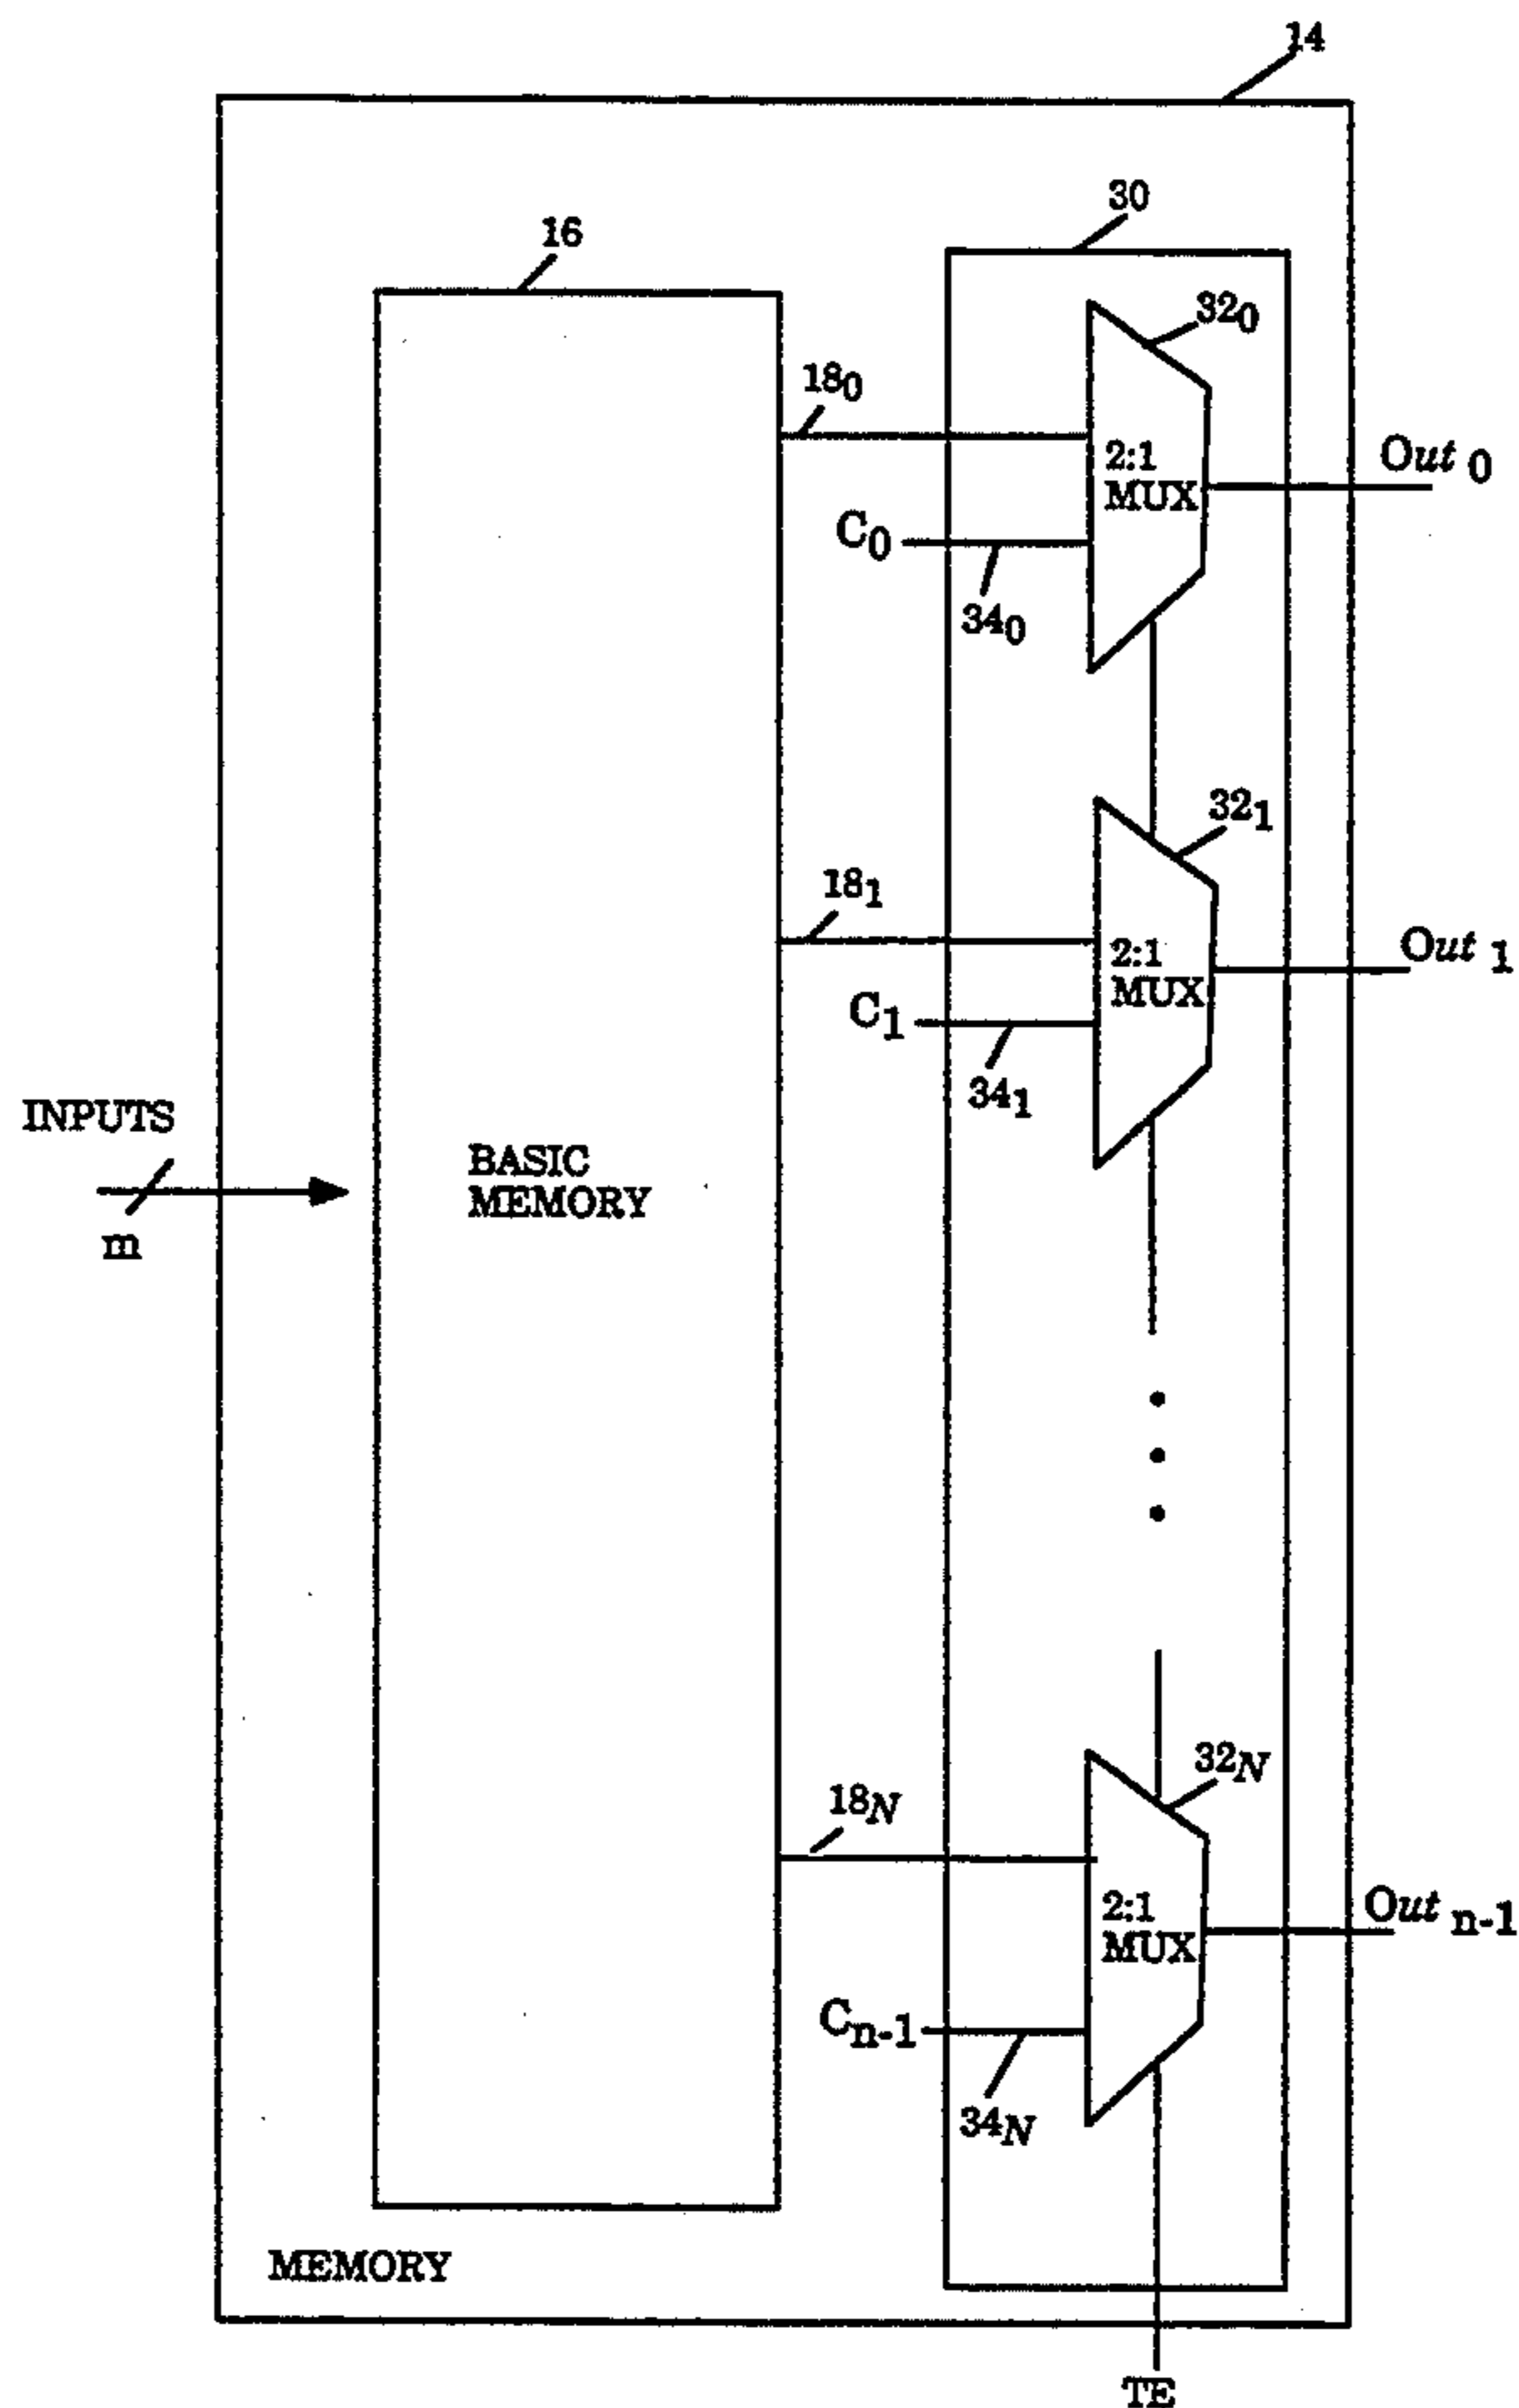 14
30
16
32₀
18₀
2:1
MUX
Out 0
C₀
34₀
32₁
18₁
2:1
MUX
Out 1
C₁
34₁
INPUTS
m
BASIC
MEMORY
32N
18N
2:1
MUX
Out n-1
Cn-1
34N
MEMORY
TE